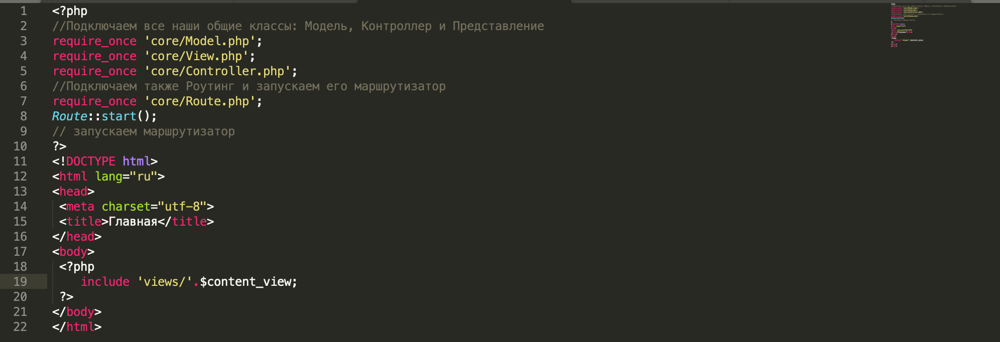 1 <?php
2 //Подключаем все наши общие классы: Модель, Контроллер и Представление
3 require_once 'core/Model.php';
4 require_once 'core/View.php';
5 require_once 'core/Controller.php';
6 //Подключаем также Роутинг и запускаем его маршрутизатор
7 require_once 'core/Route.php';
8 Route::start();
9 // запускаем маршрутизатор
10 ?>
11 <!DOCTYPE html>
12 <html lang="ru">
13 <head>
14  <meta charset="utf-8">
15  <title>Главная</title>
16 </head>
17 <body>
18  <?php
19     include 'views/'.$content_view;
20  ?>
21 </body>
22 </html>